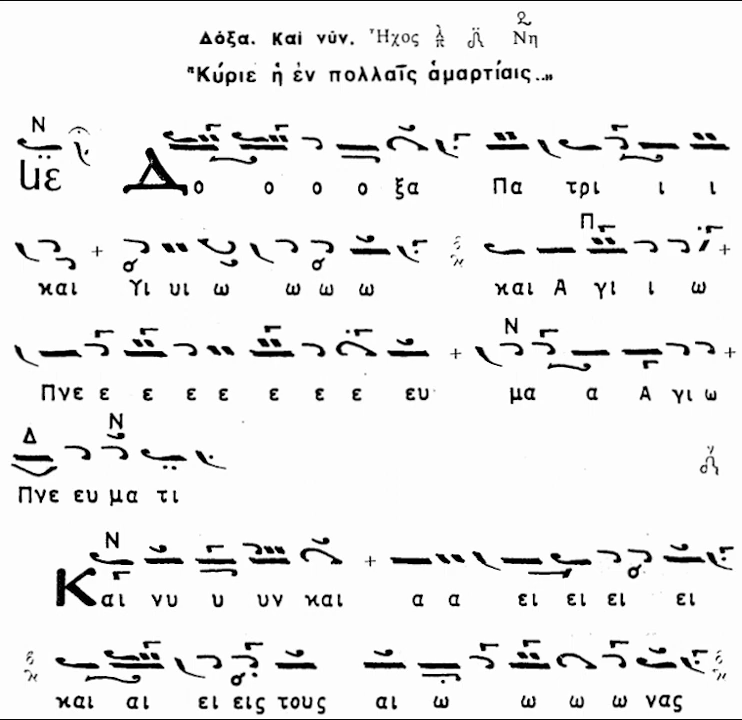 Δόξα. Καί νύν. Ἦχος λ π Νη
"Κύριε ἡ ἐν πολλαῖς ἁμαρτίαις..."
Ν
με Δο ο ο ο ξα Πα τρι ι ι
Π
και Υι υι ω ω ω ω και Α γι ι ω
Ν
Πνε ε ε ε ε ε ε ευ μα α Α γι ω
Δ Ν
Πνε ευ μα τι
Ν
Και νυ υ υν και α α ει ει ει ει
και αι ει εις τους αι ω ω ω ω νας